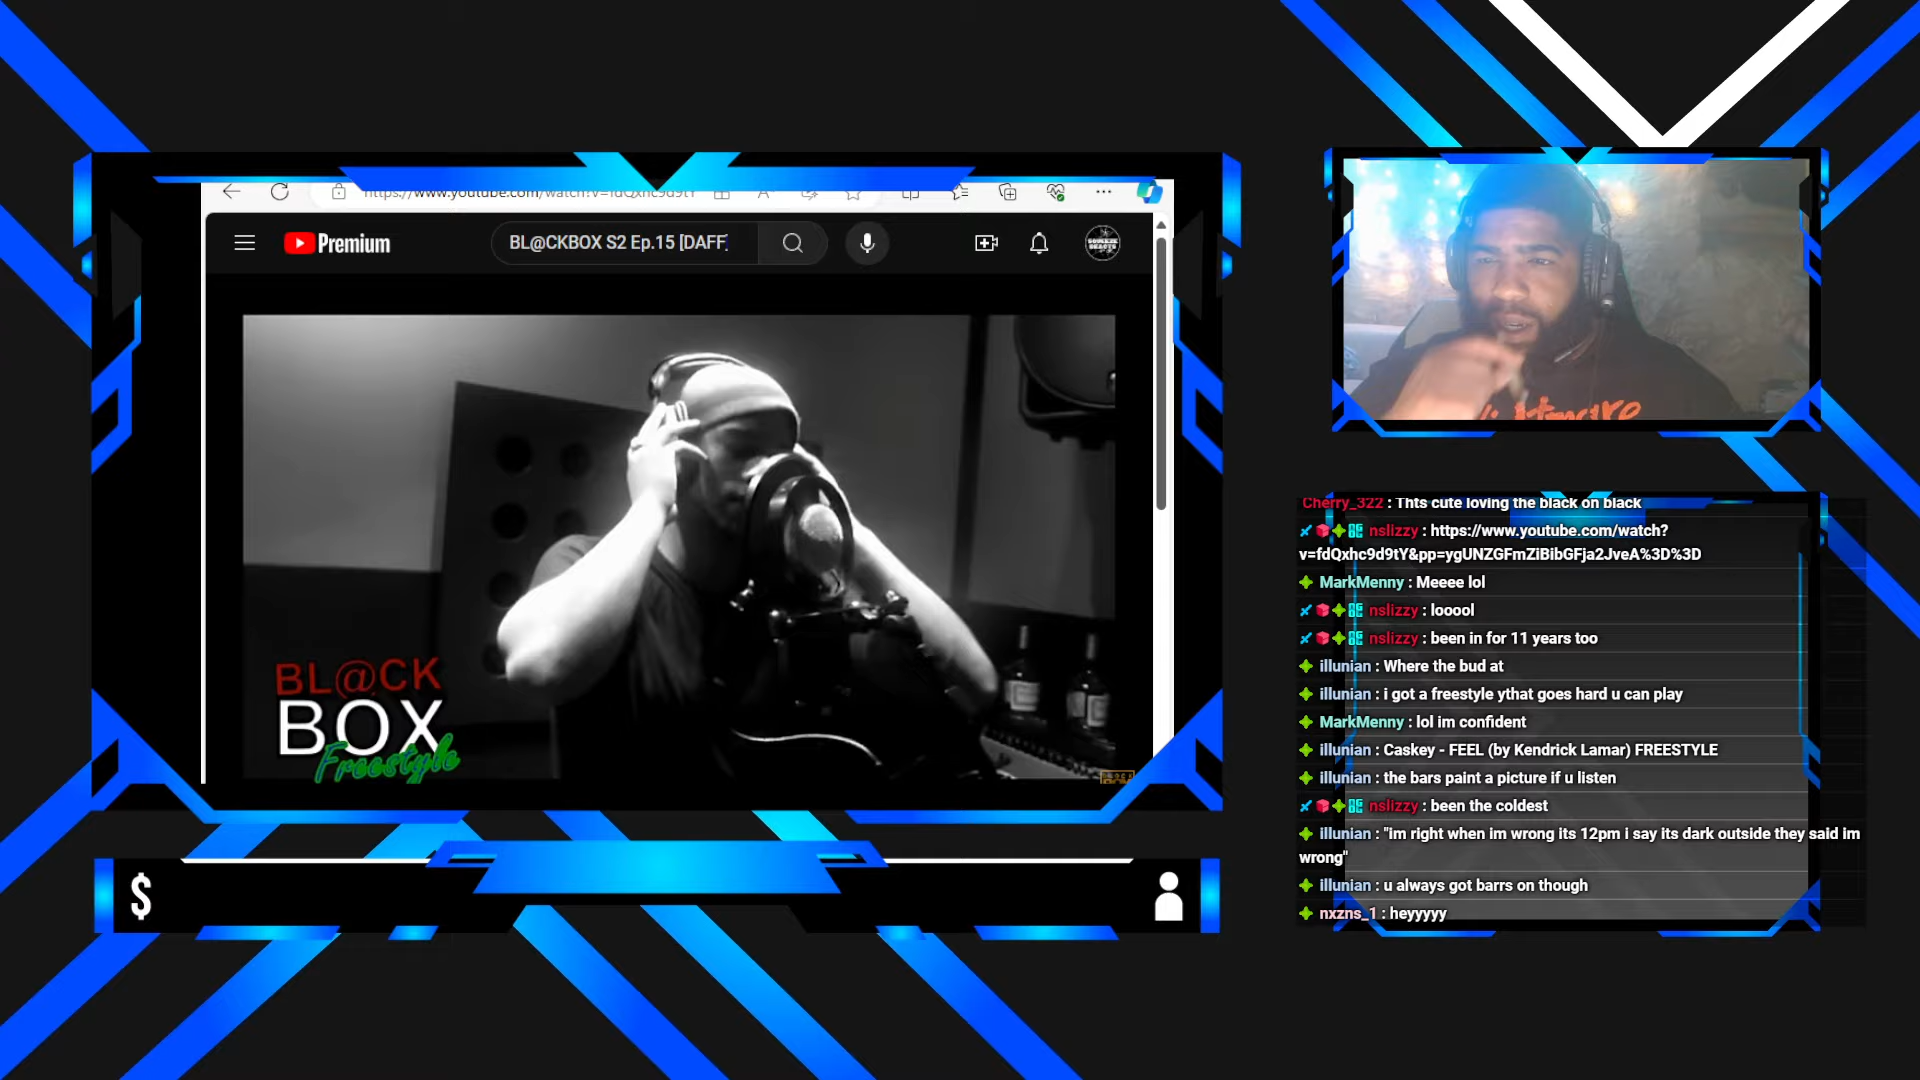 https://www.youtube.com/watch?v=fdQxhc9d9tY
Premium
BL@CKBOX S2 Ep.15 [DAFF
BL@CK
BOX
Freestyle
$
Cherry_322 : Thts cute loving the black on black
nslizzy : https://www.youtube.com/watch?
v=fdQxhc9d9tY&pp=ygUNZGFmZiBibGFja2JveA%3D%3D
MarkMenny : Meeee lol
nslizzy : looool
nslizzy : been in for 11 years too
illunian : Where the bud at
illunian : i got a freestyle ythat goes hard u can play
MarkMenny : lol im confident
illunian : Caskey - FEEL (by Kendrick Lamar) FREESTYLE
illunian : the bars paint a picture if u listen
nslizzy : been the coldest
illunian : "im right when im wrong its 12pm i say its dark outside they said im
wrong"
illunian : u always got barrs on though
nxzns_1 : heyyyyy